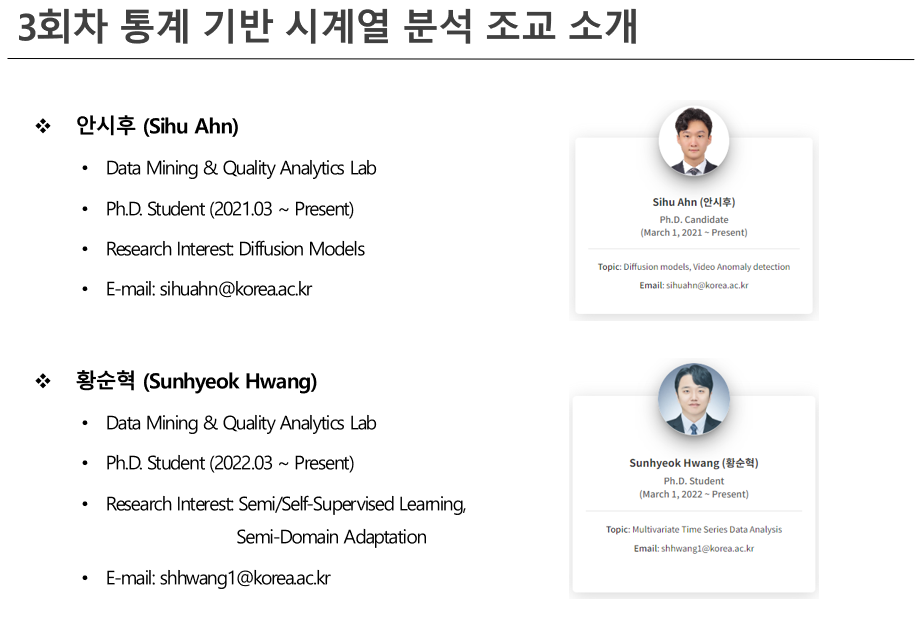 3회차 통계 기반 시계열 분석 조교 소개
❖ 안시후 (Sihu Ahn)
• Data Mining & Quality Analytics Lab
• Ph.D. Student (2021.03 ~ Present)
• Research Interest: Diffusion Models
• E-mail: sihuahn@korea.ac.kr
Sihu Ahn (안시후)
Ph.D. Candidate
(March 1, 2021 ~ Present)
Topic: Diffusion models, Video Anomaly detection
Email: sihuahn@korea.ac.kr
❖ 황순혁 (Sunhyeok Hwang)
• Data Mining & Quality Analytics Lab
• Ph.D. Student (2022.03 ~ Present)
• Research Interest: Semi/Self-Supervised Learning,
Semi-Domain Adaptation
• E-mail: shhwang1@korea.ac.kr
Sunhyeok Hwang (황순혁)
Ph.D. Student
(March 1, 2022 ~ Present)
Topic: Multivariate Time Series Data Analysis
Email: shhwang1@korea.ac.kr